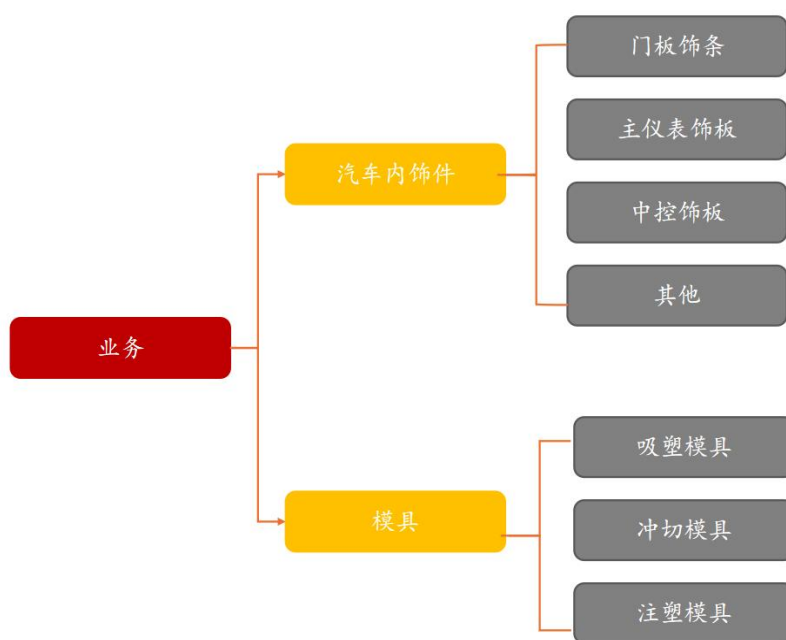 门板饰条
主仪表饰板
汽车内饰件
中控饰板
其他
业务
吸塑模具
模具
冲切模具
注塑模具